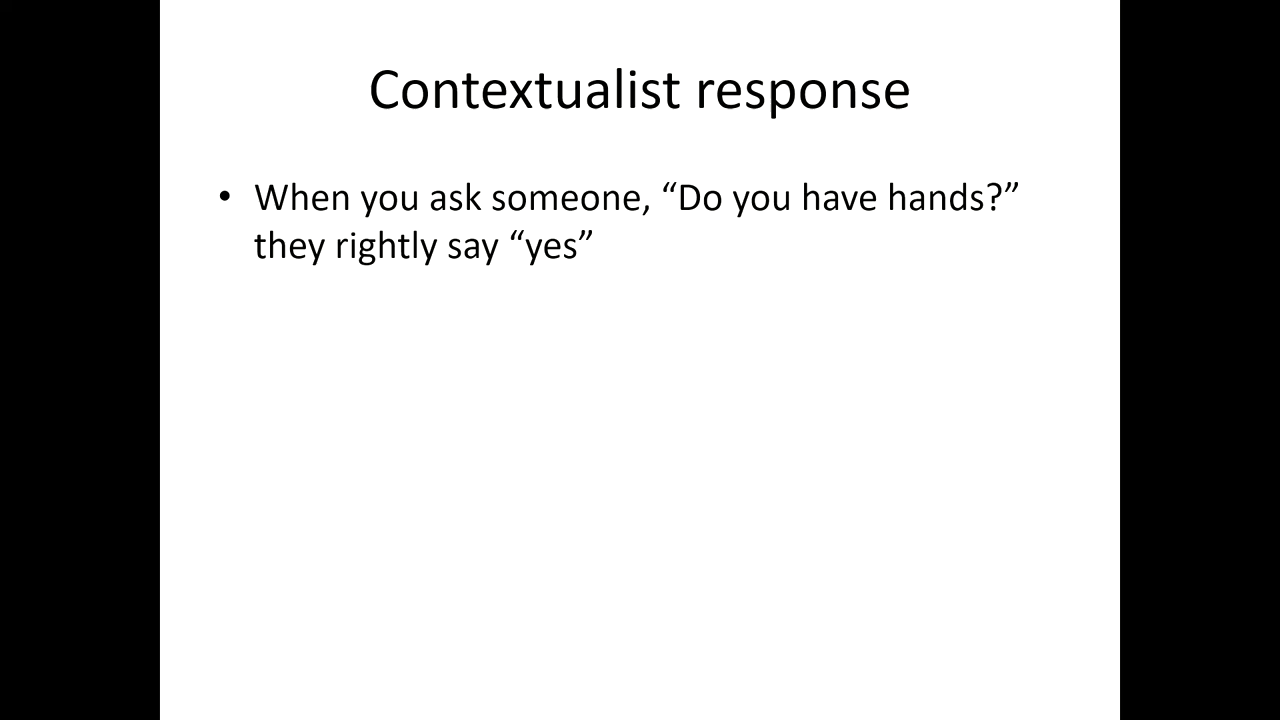 Contextualist response
• When you ask someone, “Do you have hands?”
they rightly say “yes”